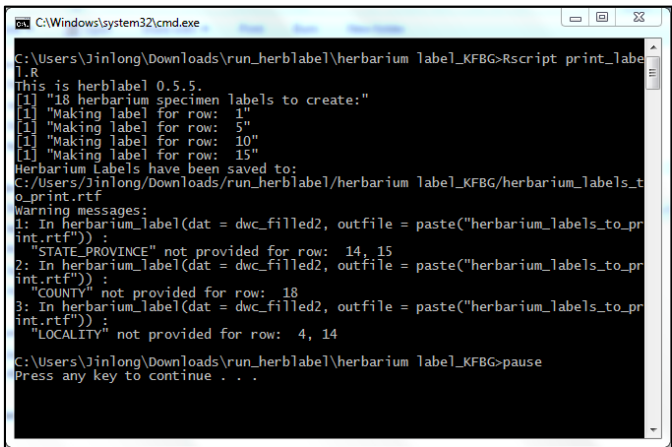 C:\Windows\system32\cmd.exe
C:\Users\Jinlong\Downloads\run_herblabel\herbarium label_KFBG>Rscript print_labe
l.R
This is herblabel 0.5.5.
[1] "18 herbarium specimen labels to create:"
[1] "Making label for row:  1"
[1] "Making label for row:  5"
[1] "Making label for row:  10"
[1] "Making label for row:  15"
Herbarium Labels have been saved to:
C:/Users/Jinlong/Downloads/run_herblabel/herbarium label_KFBG/herbarium_labels_t
o_print.rtf
Warning messages:
1: In herbarium_label(dat = dwc_filled2, outfile = paste("herbarium_labels_to_pr
int.rtf")) :
  "STATE_PROVINCE" not provided for row:  14, 15
2: In herbarium_label(dat = dwc_filled2, outfile = paste("herbarium_labels_to_pr
int.rtf")) :
  "COUNTY" not provided for row:  18
3: In herbarium_label(dat = dwc_filled2, outfile = paste("herbarium_labels_to_pr
int.rtf")) :
  "LOCALITY" not provided for row:  4, 14
C:\Users\Jinlong\Downloads\run_herblabel\herbarium label_KFBG>pause
Press any key to continue . . .